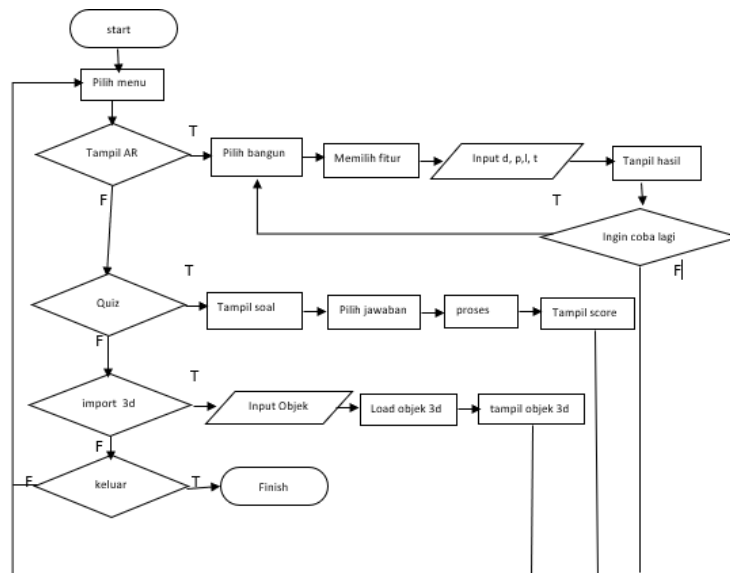 start
Pilih menu
Tampil AR
T
Pilih bangun
Memilih fitur
Input d, p,l, t
Tanpil hasil
F
T
Ingin coba lagi
F
Quiz
T
Tampil soal
Pilih jawaban
proses
Tampil score
F
import 3d
T
Input Objek
Load objek 3d
tampil objek 3d
F
F
keluar
T
Finish